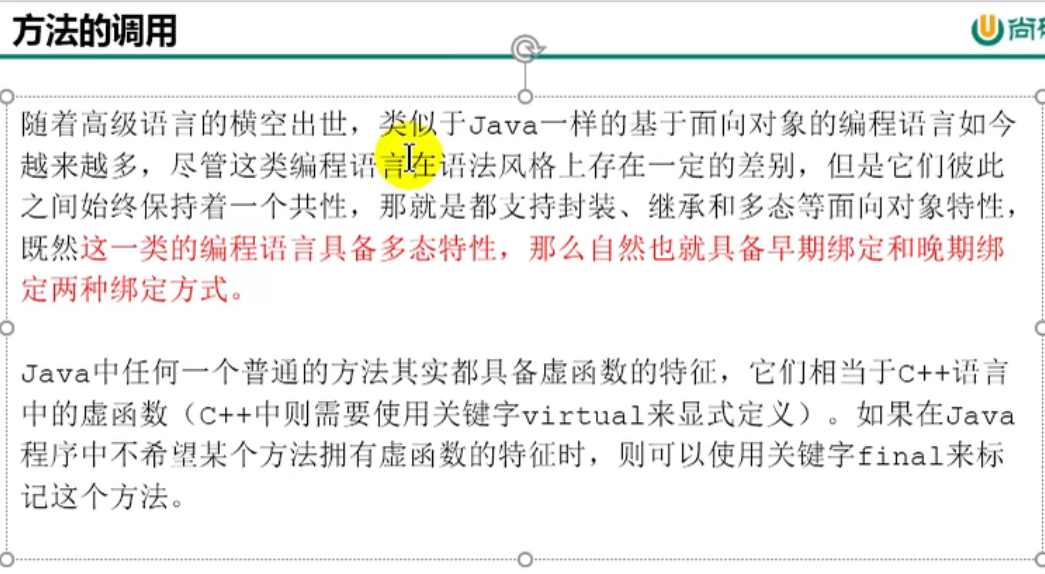 方法的调用
尚
随着高级语言的横空出世，类似于Java一样的基于面向对象的编程语言如今
越来越多，尽管这类编程语言在语法风格上存在一定的差别，但是它们彼此
之间始终保持着一个共性，那就是都支持封装、继承和多态等面向对象特性，
既然这一类的编程语言具备多态特性，那么自然也就具备早期绑定和晚期绑
定两种绑定方式。
Java中任何一个普通的方法其实都具备虚函数的特征，它们相当于C++语言
中的虚函数（C++中则需要使用关键字virtual来显式定义）。如果在Java
程序中不希望某个方法拥有虚函数的特征时，则可以使用关键字final来标
记这个方法。